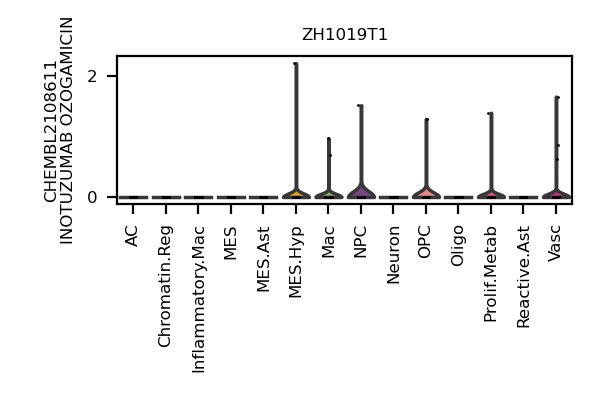 ZH1019T1
CHEMBL2108611
INOTUZUMAB OZOGAMICIN
2
0
AC
Chromatin.Reg
Inflammatory.Mac
MES
MES.Ast
MES.Hyp
Mac
NPC
Neuron
OPC
Oligo
Prolif.Metab
Reactive.Ast
Vasc